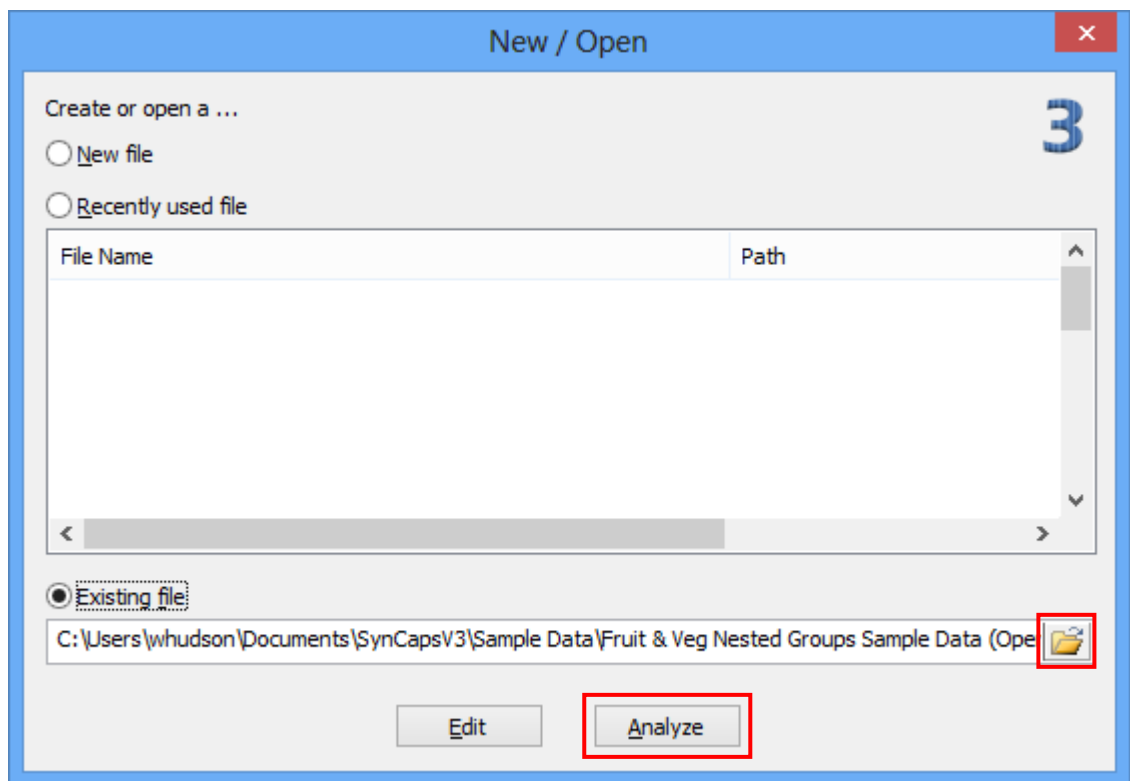 New / Open
Create or open a ...
3
New file
Recently used file
File Name Path
Existing file
C:\Users\whudson\Documents\SynCapsV3\Sample Data\Fruit & Veg Nested Groups Sample Data (Ope
Edit Analyze